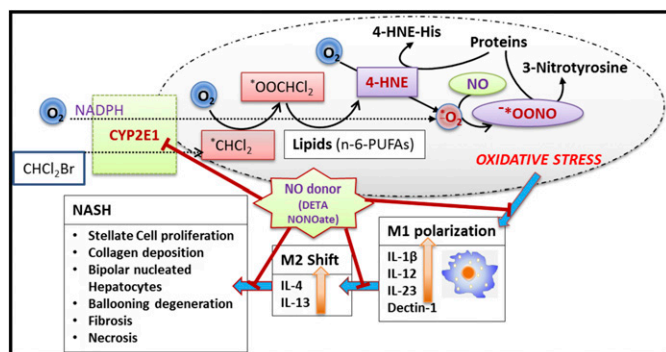 4-HNE-His
Proteins
O₂
3-Nitrotyrosine
*OOCHCl₂
4-HNE
O₂
NO
O₂
NADPH
*O₂
⁻*OONO
CYP2E1
Lipids (n-6-PUFAs)
*CHCl₂
CHCl₂Br
OXIDATIVE STRESS
NO donor
(DETA
NONOate)
NASH
• Stellate Cell proliferation
• Collagen deposition
• Bipolar nucleated
Hepatocytes
• Ballooning degeneration
• Fibrosis
• Necrosis
M2 Shift
IL-4
IL-13
M1 polarization
IL-1β
IL-12
IL-23
Dectin-1